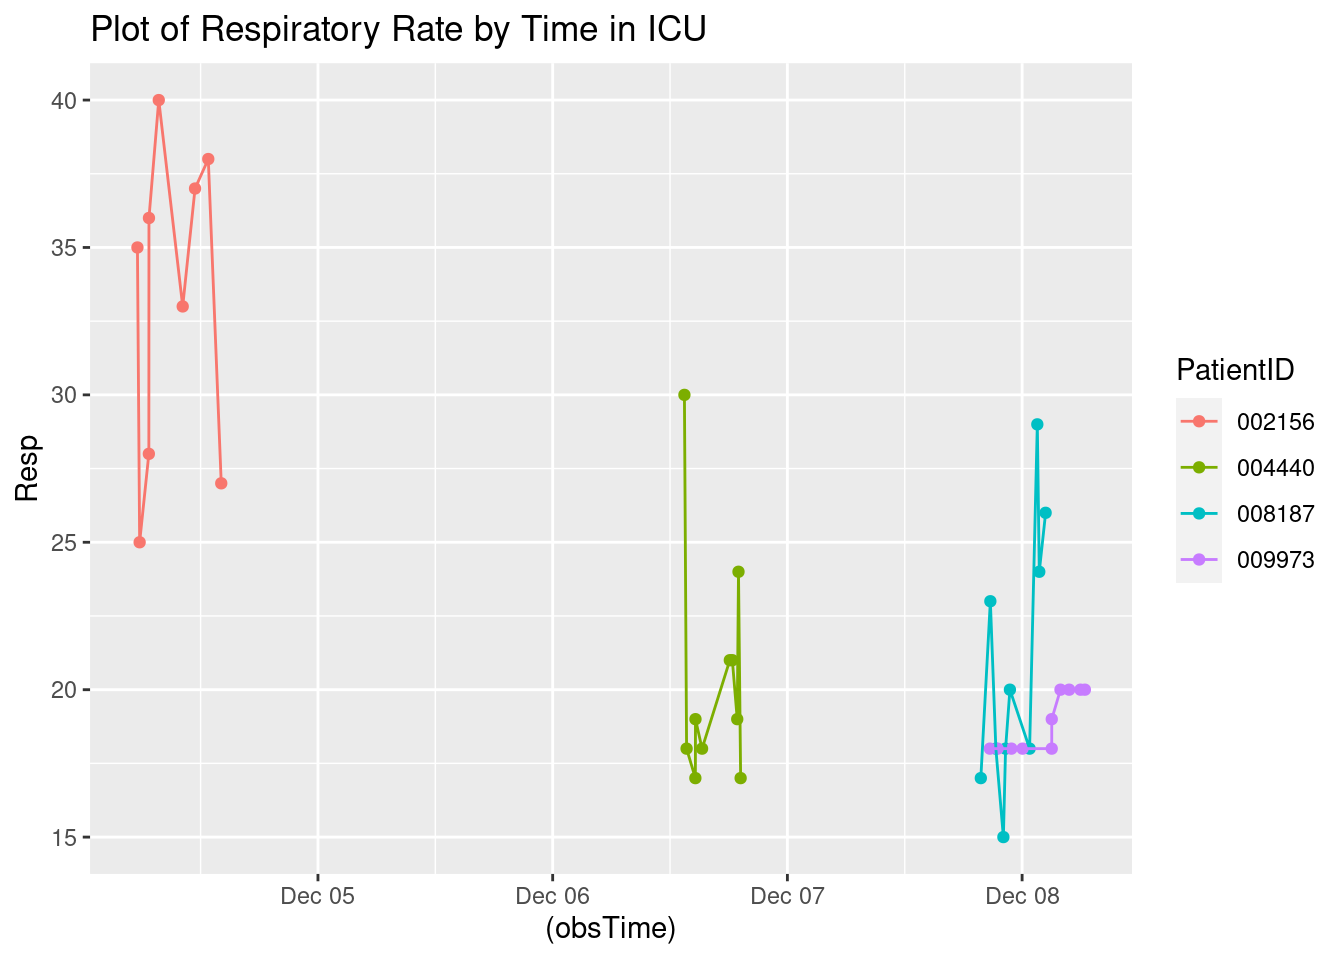 Plot of Respiratory Rate by Time in ICU
40
35
30
25
20
15
Resp
Dec 05 Dec 06 Dec 07 Dec 08
(obsTime)
PatientID
002156
004440
008187
009973